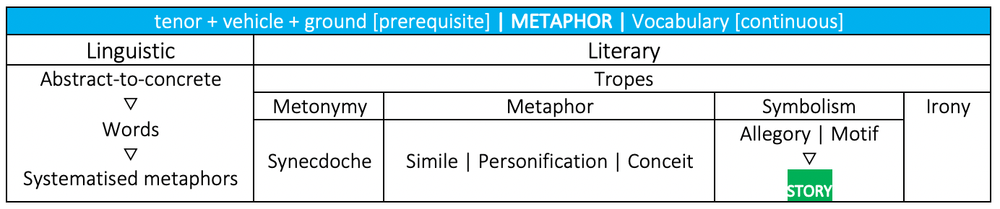 tenor + vehicle + ground [prerequisite] | METAPHOR | Vocabulary [continuous]
Linguistic
Literary
Abstract-to-concrete
▽
Words
▽
Systematised metaphors
Tropes
Metonymy
Metaphor
Symbolism
Irony
Synecdoche
Simile | Personification | Conceit
Allegory | Motif
▽
STORY